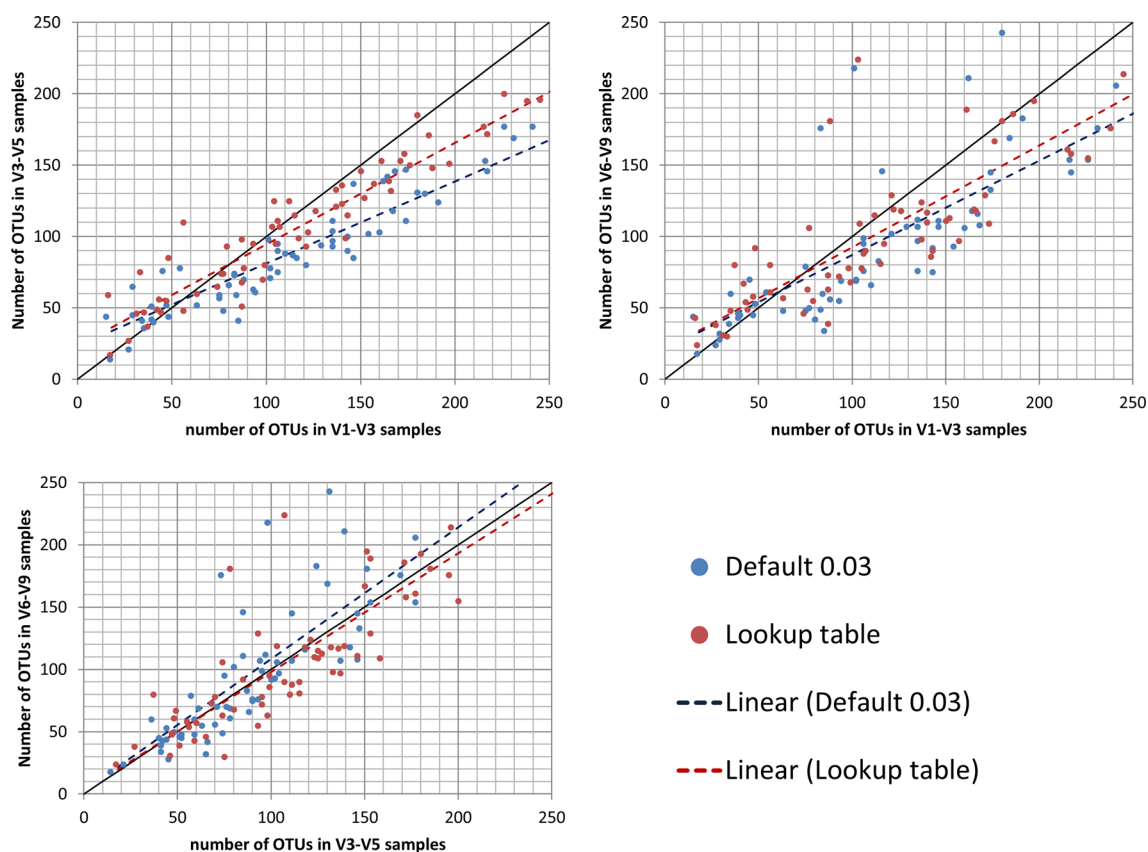 250
200
150
100
50
0
Number of OTUs in V3-V5 samples
0 50 100 150 200 250
number of OTUs in V1-V3 samples
250
200
150
100
50
0
Number of OTUs in V6-V9 samples
0 50 100 150 200 250
number of OTUs in V1-V3 samples
250
200
150
100
50
0
Number of OTUs in V6-V9 samples
0 50 100 150 200 250
number of OTUs in V3-V5 samples
Default 0.03
Lookup table
Linear (Default 0.03)
Linear (Lookup table)